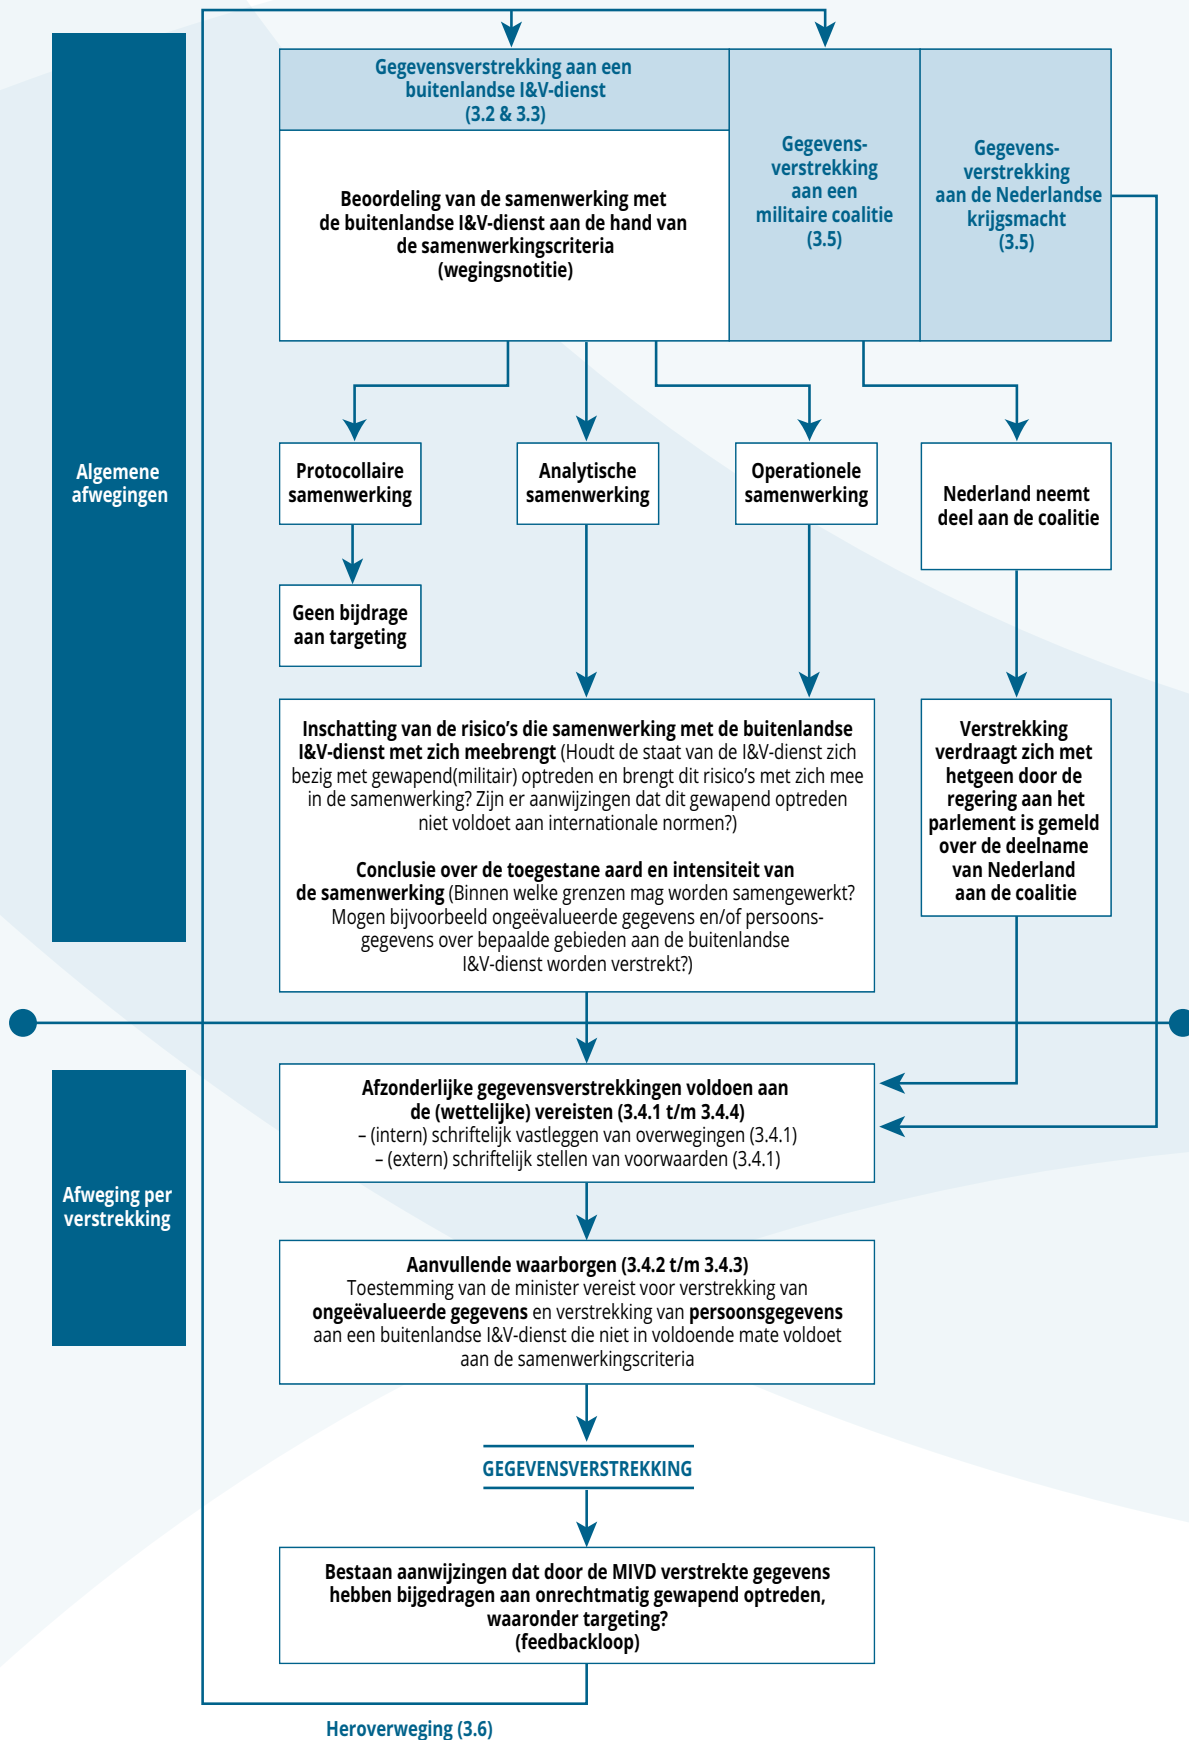 Algemene
afwegingen
Gegevensverstrekking aan een
buitenlandse I&V-dienst
(3.2 & 3.3)
Beoordeling van de samenwerking met
de buitenlandse I&V-dienst aan de hand van
de samenwerkingscriteria
(wegingsnotitie)
Gegevens-
verstrekking
aan een
militaire coalitie
(3.5)
Gegevens-
verstrekking
aan de Nederlandse
krijgsmacht
(3.5)
Protocollaire
samenwerking
Analytische
samenwerking
Operationele
samenwerking
Nederland neemt
deel aan de coalitie
Geen bijdrage
aan targeting
Inschatting van de risico's die samenwerking met de buitenlandse
I&V-dienst met zich meebrengt (Houdt de staat van de I&V-dienst zich
bezig met gewapend(militair) optreden en brengt dit risico's met zich mee
in de samenwerking? Zijn er aanwijzingen dat dit gewapend optreden
niet voldoet aan internationale normen?)
Conclusie over de toegestane aard en intensiteit van
de samenwerking (Binnen welke grenzen mag worden samengewerkt?
Mogen bijvoorbeeld ongeëvalueerde gegevens en/of persoons-
gegevens over bepaalde gebieden aan de buitenlandse
I&V-dienst worden verstrekt?)
Verstrekking
verdraagt zich met
hetgeen door de
regering aan het
parlement is gemeld
over de deelname
van Nederland
aan de coalitie
Afweging per
verstrekking
Afzonderlijke gegevensverstrekkingen voldoen aan
de (wettelijke) vereisten (3.4.1 t/m 3.4.4)
– (intern) schriftelijk vastleggen van overwegingen (3.4.1)
– (extern) schriftelijk stellen van voorwaarden (3.4.1)
Aanvullende waarborgen (3.4.2 t/m 3.4.3)
Toestemming van de minister vereist voor verstrekking van
ongeëvalueerde gegevens en verstrekking van persoonsgegevens
aan een buitenlandse I&V-dienst die niet in voldoende mate voldoet
aan de samenwerkingscriteria
GEGEVENSVERSTREKKING
Bestaan aanwijzingen dat door de MIVD verstrekte gegevens
hebben bijgedragen aan onrechtmatig gewapend optreden,
waaronder targeting?
(feedbackloop)
Heroverweging (3.6)